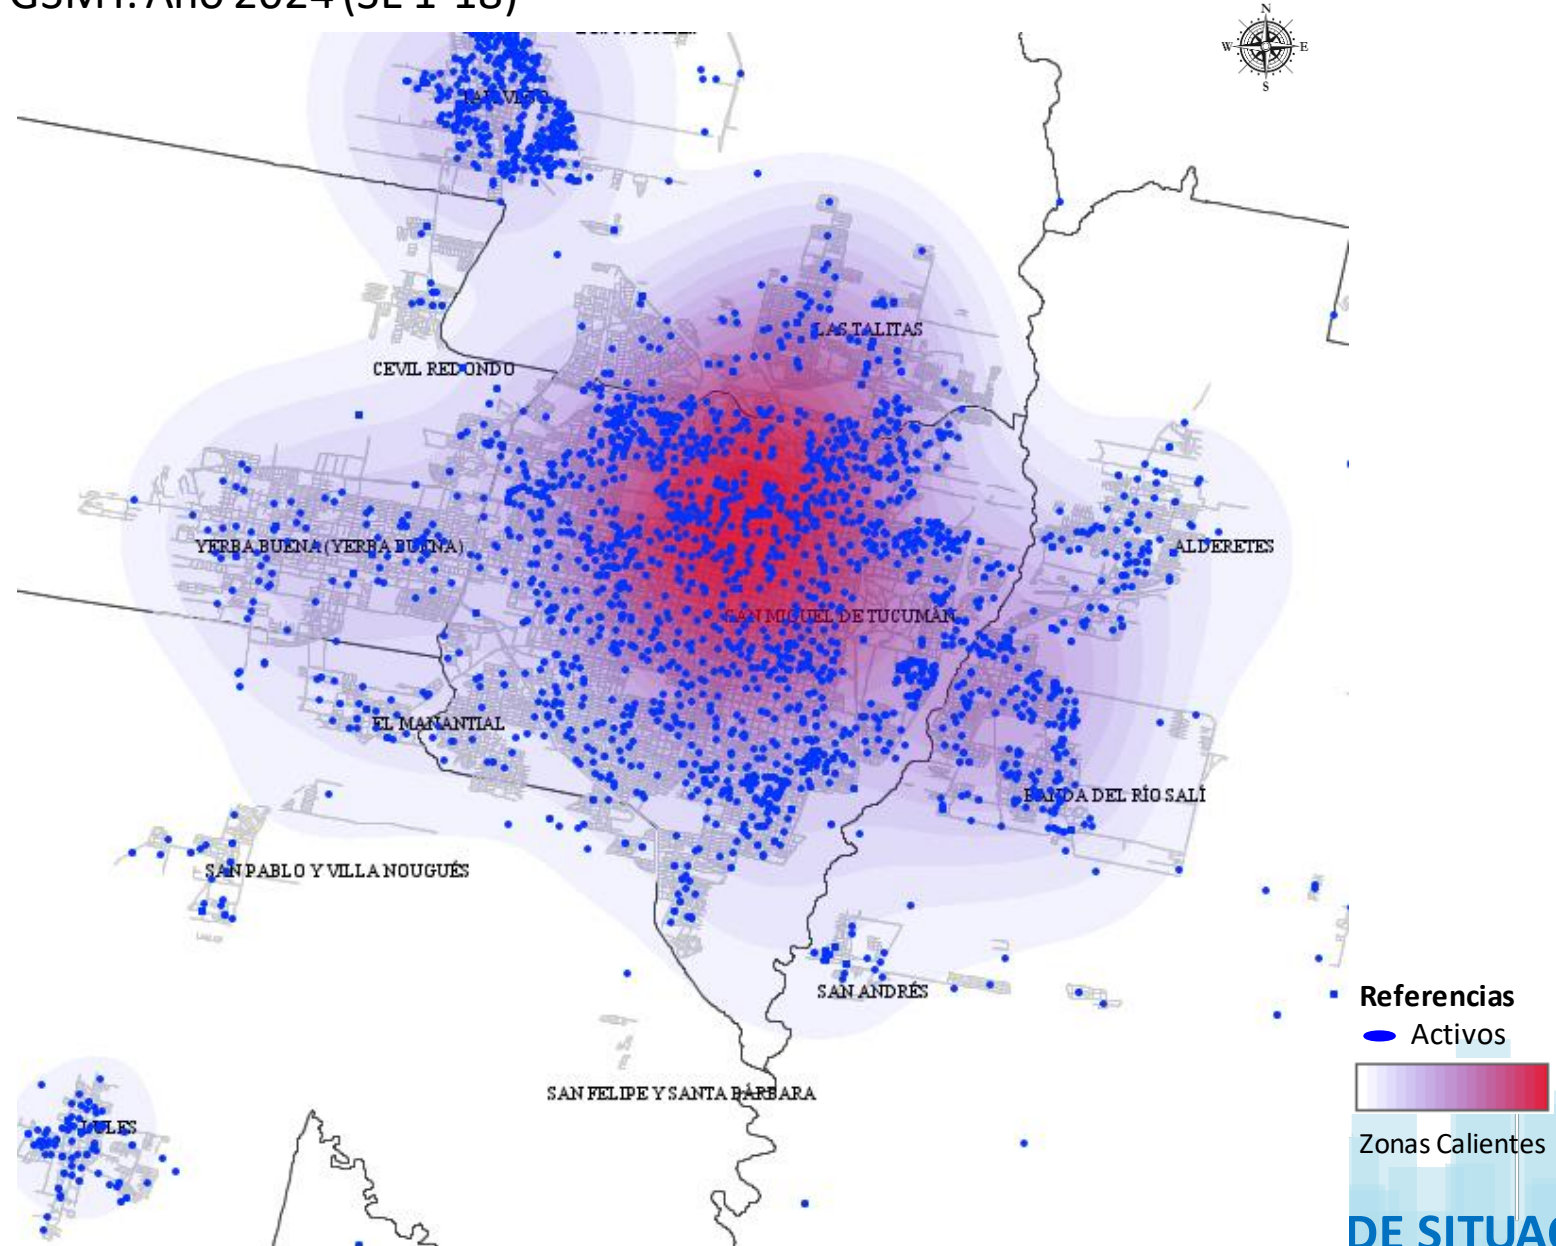 GSMT. Año 2024 (SE 1-18)
N
W E
S
LAS TALITAS
CEVIL REDONDO
YERBA BUENA (YERBA BUENA)
ALDERETES
SAN MIGUEL DE TUCUMÁN
EL MANANTIAL
BANDA DEL RÍO SALÍ
SAN PABLO Y VILLA NOUGUÉS
SAN ANDRÉS
Referencias
Activos
SAN FELIPE Y SANTA BÁRBARA
LULES
Zonas Calientes
DE SITUAC